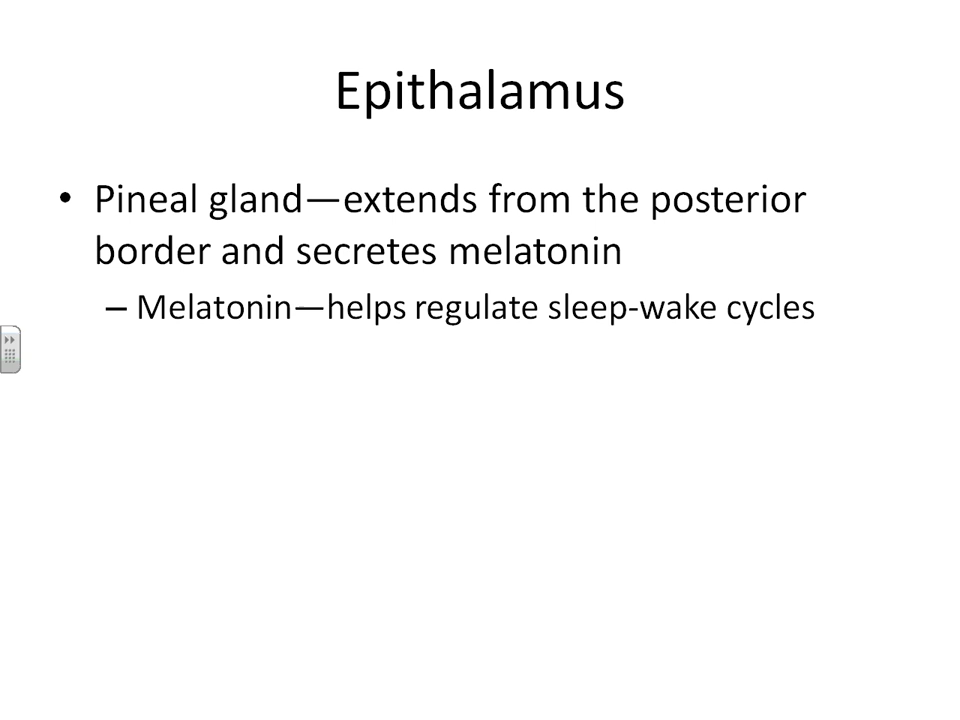 Epithalamus
• Pineal gland—extends from the posterior
border and secretes melatonin
– Melatonin—helps regulate sleep-wake cycles